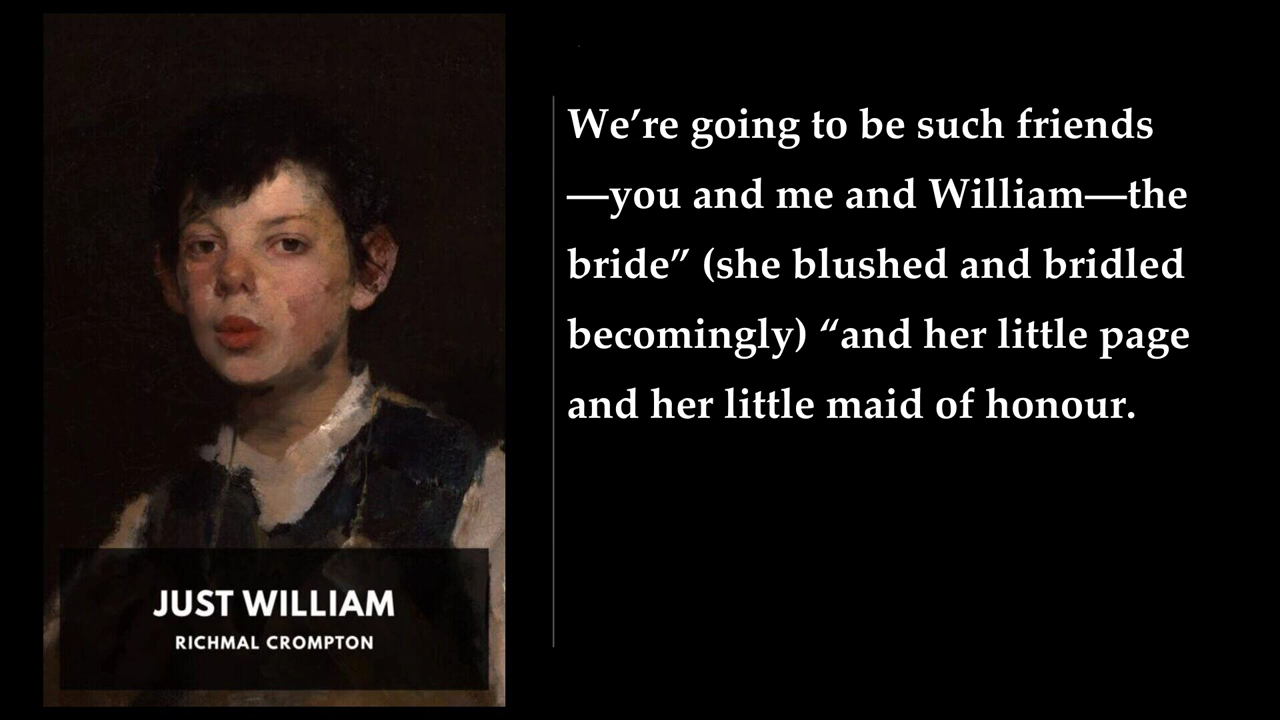 We’re going to be such friends
—you and me and William—the
bride” (she blushed and bridled
becomingly) “and her little page
and her little maid of honour.
JUST WILLIAM
RICHMAL CROMPTON